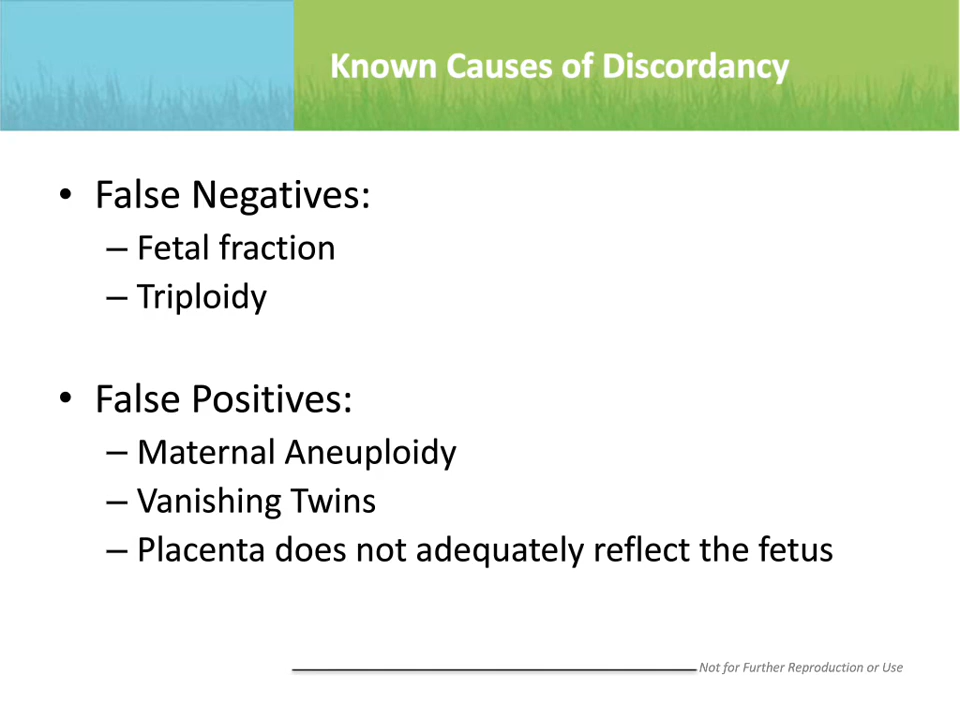 Known Causes of Discordancy
• False Negatives:
– Fetal fraction
– Triploidy
• False Positives:
– Maternal Aneuploidy
– Vanishing Twins
– Placenta does not adequately reflect the fetus
Not for Further Reproduction or Use